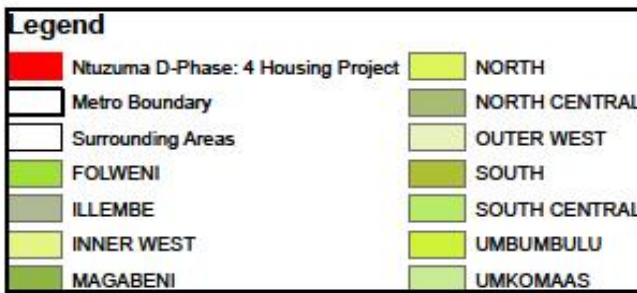 Legend
Ntuzuma D-Phase: 4 Housing Project
Metro Boundary
Surrounding Areas
FOLWENI
ILLEMBE
INNER WEST
MAGABENI
NORTH
NORTH CENTRAL
OUTER WEST
SOUTH
SOUTH CENTRAL
UMBUMBULU
UMKOMAAS